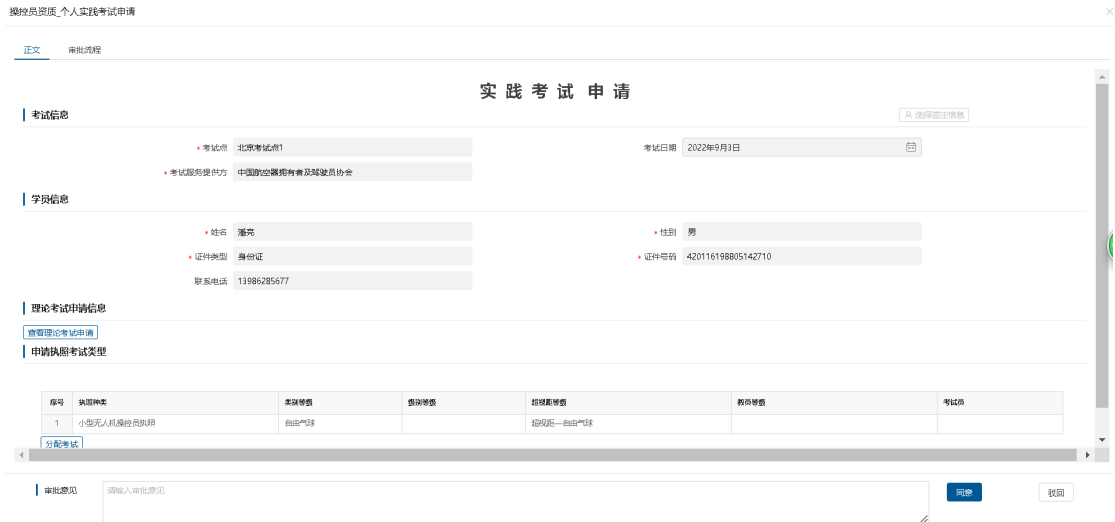 操控员资质_个人实践考试申请
正文 审批流程
实践考试申请
考试信息 选择签注信息
* 考试点 北京考试点1 考试日期 2022年9月3日
* 考试服务提供方 中国航空器拥有者及驾驶员协会
学员信息
* 姓名 潘亮 * 性别 男
* 证件类型 身份证 * 证件号码 420116198805142710
联系电话 13986285677
理论考试申请信息
查看理论考试申请
申请执照考试类型
序号 执照种类 类别等级 级别等级 超视距等级 教员等级 考试员
1 小型无人机操控员执照 自由气球 超视距—自由气球
分配考试
审批意见 请输入审批意见 同意 驳回